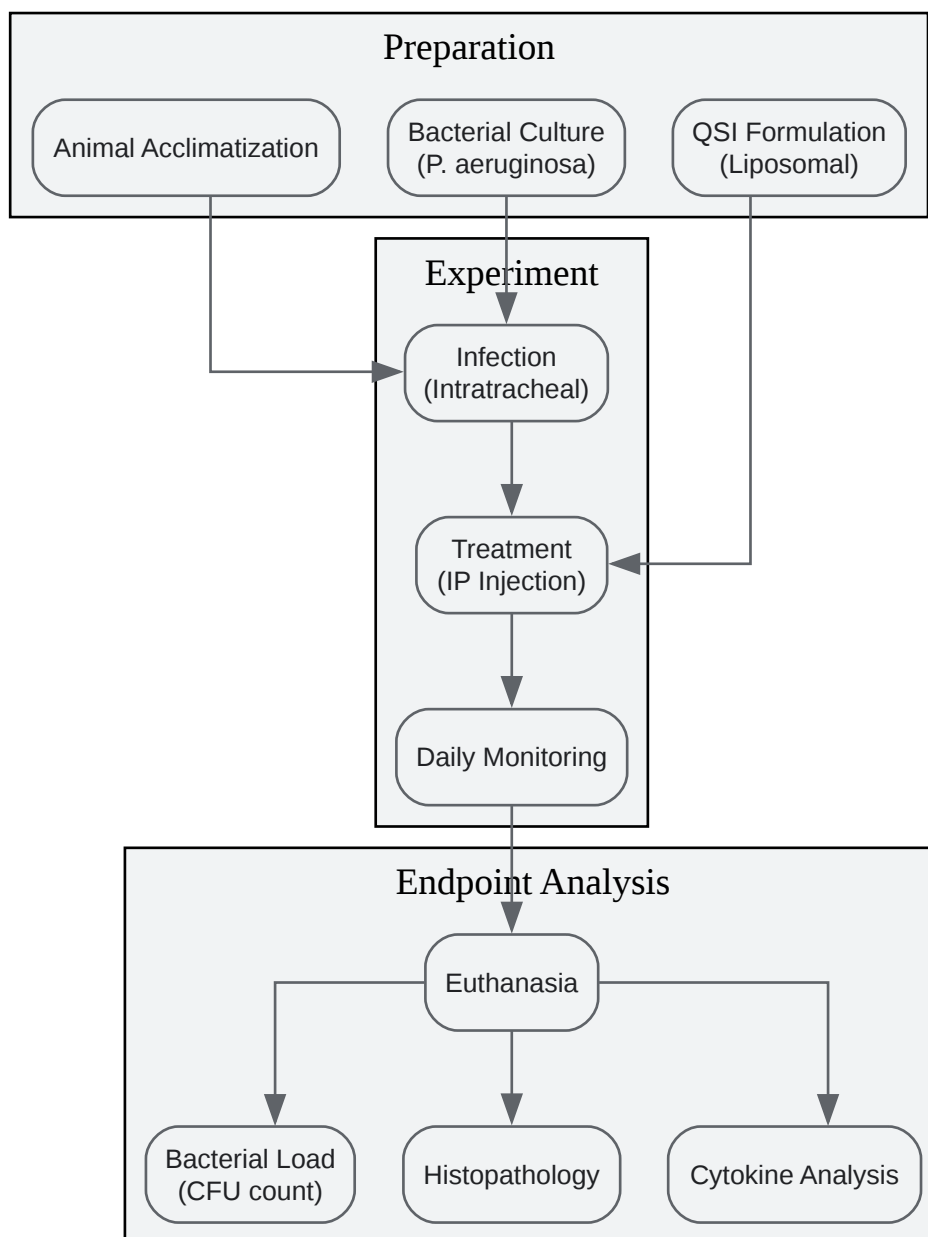 Preparation
Animal Acclimatization
Bacterial Culture
(P. aeruginosa)
QSI Formulation
(Liposomal)
Experiment
Infection
(Intratracheal)
Treatment
(IP Injection)
Daily Monitoring
Endpoint Analysis
Euthanasia
Bacterial Load
(CFU count)
Histopathology
Cytokine Analysis